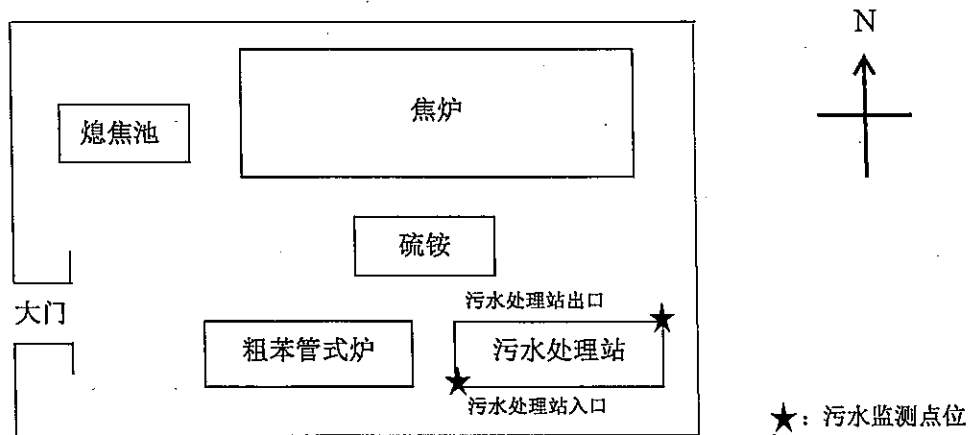 N
焦炉
熄焦池
硫铵
污水处理站出口
大门
粗苯管式炉
污水处理站
污水处理站入口
★：污水监测点位